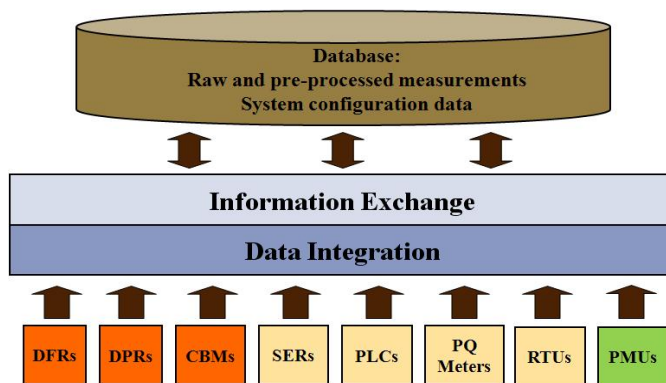 Database:
Raw and pre-processed measurements
System configuration data
Information Exchange
Data Integration
DFRs
DPRs
CBMs
SERs
PLCs
PQ
Meters
RTUs
PMUs